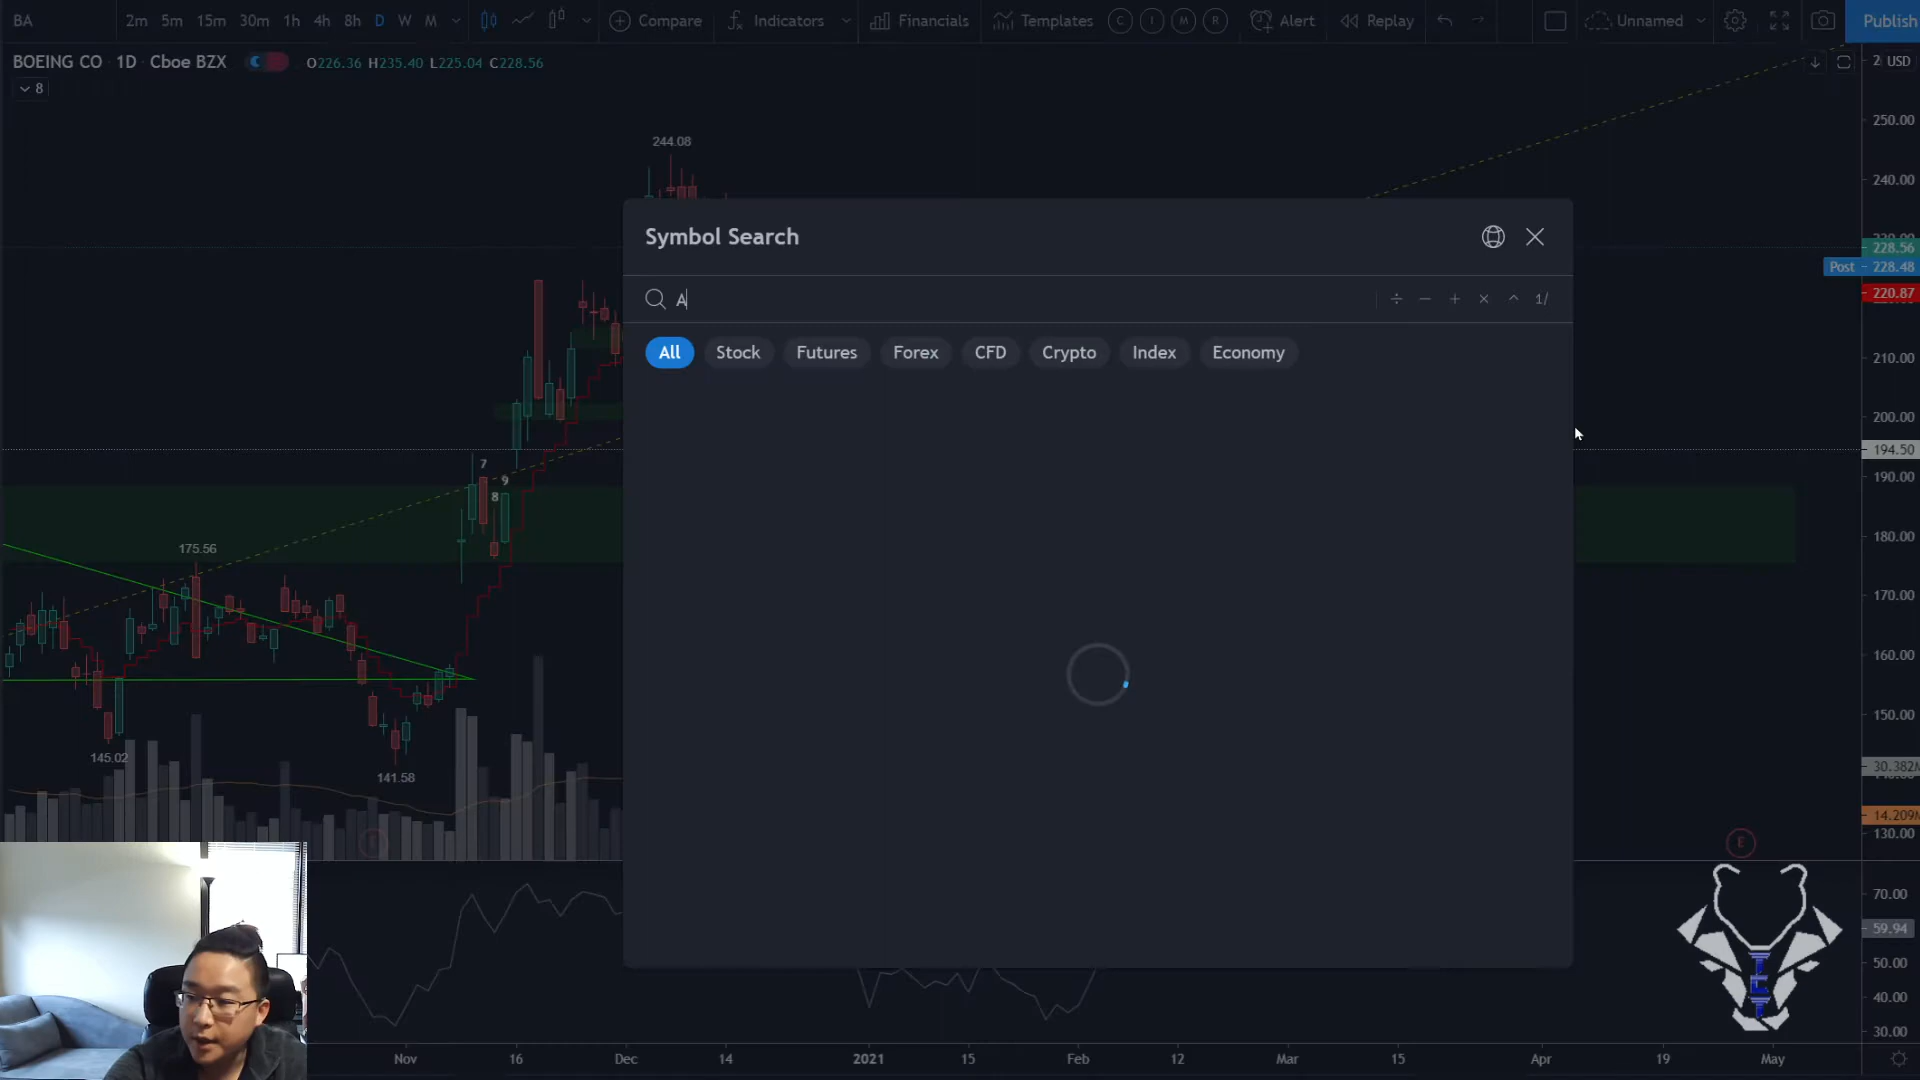 BA 2m 5m 15m 30m 1h 4h 8h D W M Compare Indicators Financials Templates C I M R Alert Replay Unnamed Publish
BOEING CO · 1D · Cboe BZX O226.36 H235.40 L225.04 C228.56
USD
8
250.00
244.08
240.00
Symbol Search
228.56
Post 228.48
220.87
A
÷ − + × ^ 1/
All Stock Futures Forex CFD Crypto Index Economy
210.00
200.00
194.50
7
9
8
190.00
180.00
175.56
170.00
160.00
150.00
145.02
141.58
30.382M
14.209M
130.00
E
E
70.00
59.94
50.00
40.00
30.00
Nov 16 Dec 14 2021 15 Feb 12 Mar 15 Apr 19 May